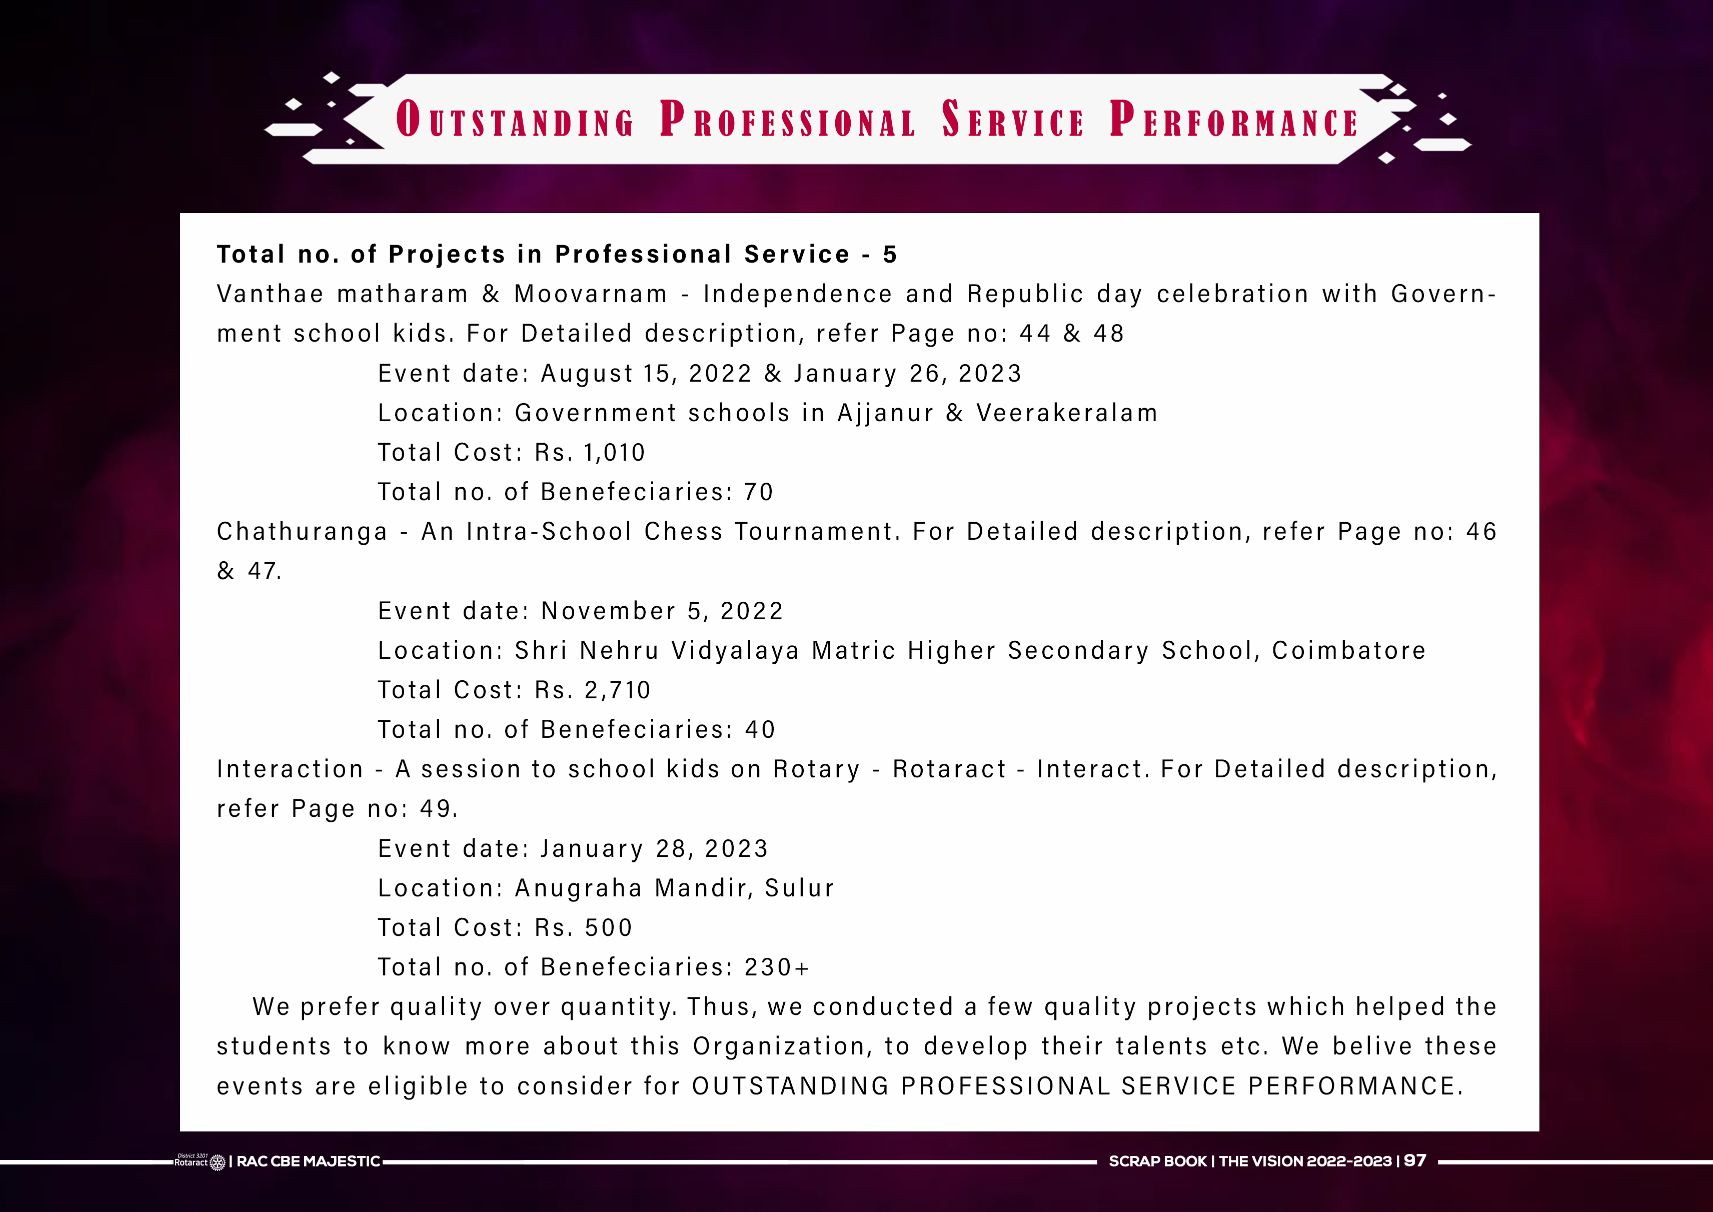 OUTSTANDING PROFESSIONAL SERVICE PERFORMANCE
Total no. of Projects in Professional Service - 5
Vanthae matharam & Moovarnam - Independence and Republic day celebration with Govern-
ment school kids. For Detailed description, refer Page no: 44 & 48
Event date: August 15, 2022 & January 26, 2023
Location: Government schools in Ajjanur & Veerakeralam
Total Cost: Rs. 1,010
Total no. of Benefeciaries: 70
Chathuranga - An Intra-School Chess Tournament. For Detailed description, refer Page no: 46
& 47.
Event date: November 5, 2022
Location: Shri Nehru Vidyalaya Matric Higher Secondary School, Coimbatore
Total Cost: Rs. 2,710
Total no. of Benefeciaries: 40
Interaction - A session to school kids on Rotary - Rotaract - Interact. For Detailed description,
refer Page no: 49.
Event date: January 28, 2023
Location: Anugraha Mandir, Sulur
Total Cost: Rs. 500
Total no. of Benefeciaries: 230+
We prefer quality over quantity. Thus, we conducted a few quality projects which helped the
students to know more about this Organization, to develop their talents etc. We belive these
events are eligible to consider for OUTSTANDING PROFESSIONAL SERVICE PERFORMANCE.
District 3201
Rotaract | RAC CBE MAJESTIC
SCRAP BOOK | THE VISION 2022-2023 | 97